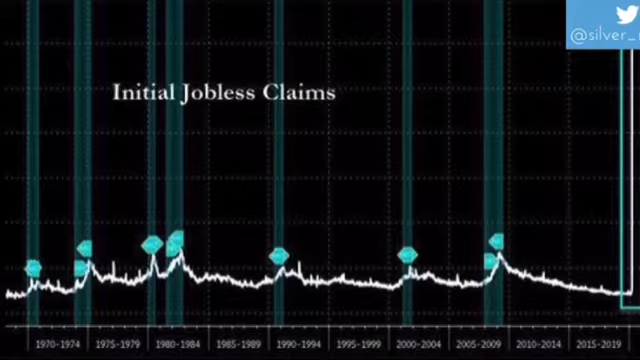 @silver_
Initial Jobless Claims
1970-1974 1975-1979 1980-1984 1985-1989 1990-1994 1995-1999 2000-2004 2005-2009 2010-2014 2015-2019